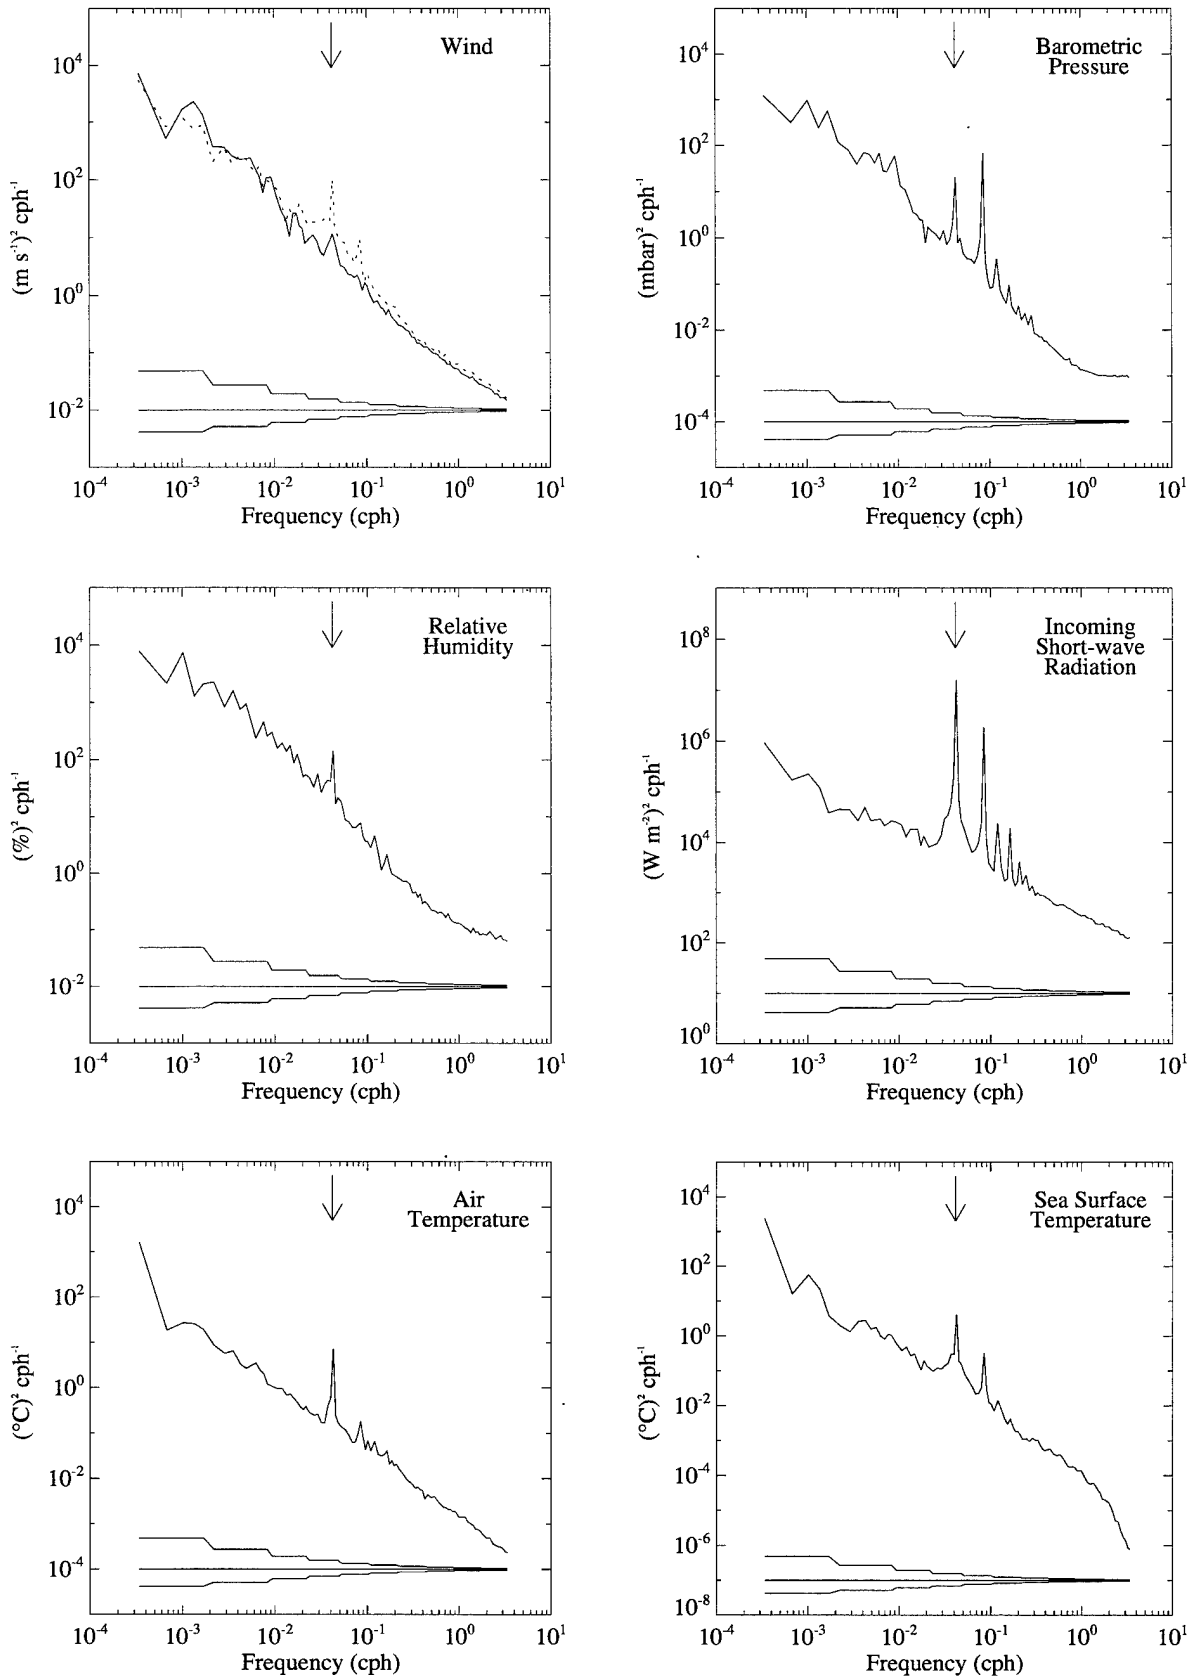 Wind
10⁴
10²
10⁰
10⁻²
(m s⁻¹)² cph⁻¹
10⁻⁴ 10⁻³ 10⁻² 10⁻¹ 10⁰ 10¹
Frequency (cph)
Barometric
Pressure
10⁴
10²
10⁰
10⁻²
10⁻⁴
(mbar)² cph⁻¹
10⁻⁴ 10⁻³ 10⁻² 10⁻¹ 10⁰ 10¹
Frequency (cph)
Relative
Humidity
10⁴
10²
10⁰
10⁻²
(%)² cph⁻¹
10⁻⁴ 10⁻³ 10⁻² 10⁻¹ 10⁰ 10¹
Frequency (cph)
Incoming
Short-wave
Radiation
10⁸
10⁶
10⁴
10²
10⁰
(W m⁻²)² cph⁻¹
10⁻⁴ 10⁻³ 10⁻² 10⁻¹ 10⁰ 10¹
Frequency (cph)
Air
Temperature
10⁴
10²
10⁰
10⁻²
10⁻⁴
(°C)² cph⁻¹
10⁻⁴ 10⁻³ 10⁻² 10⁻¹ 10⁰ 10¹
Frequency (cph)
Sea Surface
Temperature
10⁴
10²
10⁰
10⁻²
10⁻⁴
10⁻⁶
10⁻⁸
(°C)² cph⁻¹
10⁻⁴ 10⁻³ 10⁻² 10⁻¹ 10⁰ 10¹
Frequency (cph)